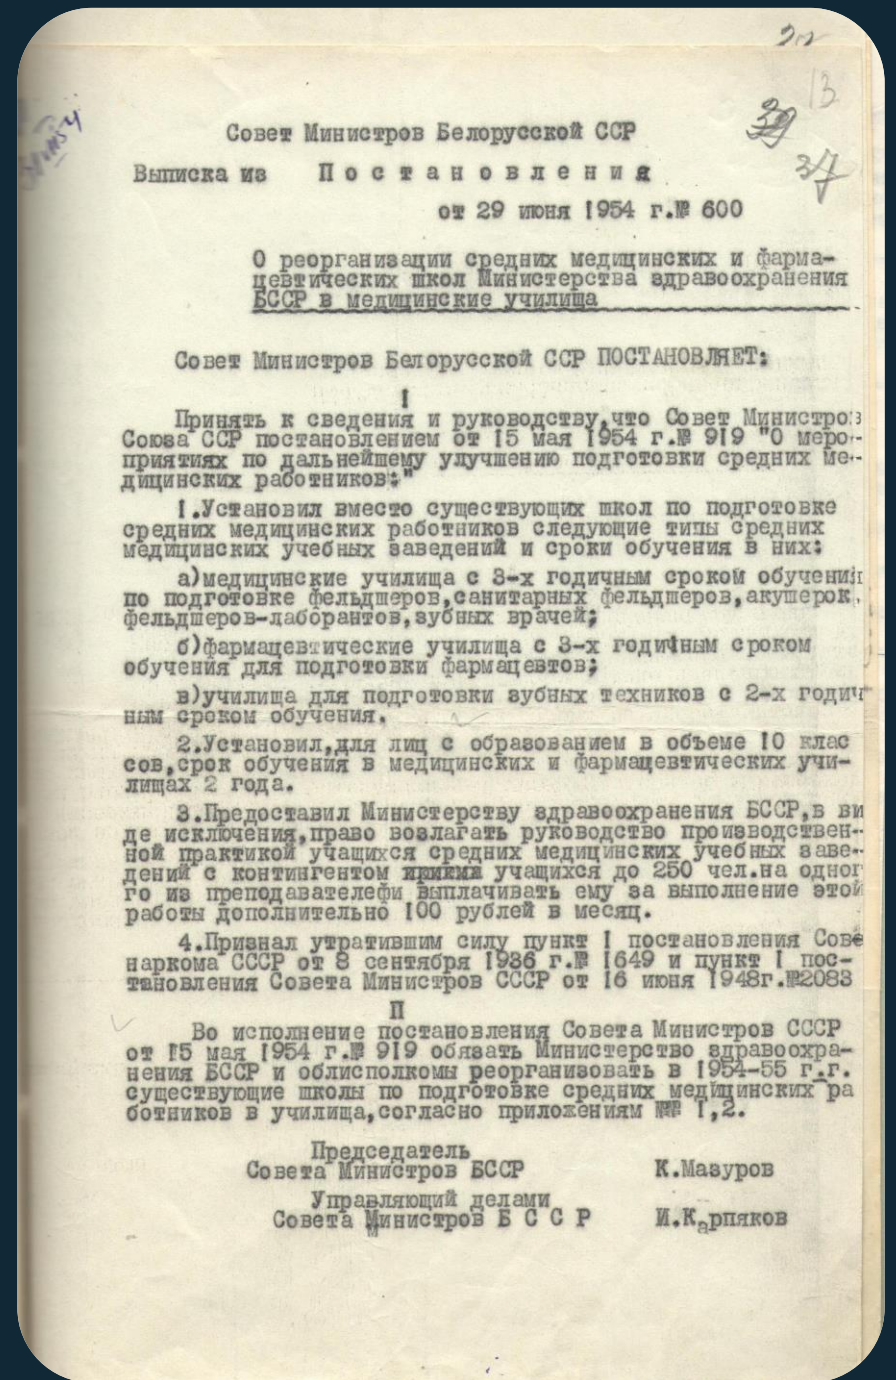 22
13
39
37
Совет Министров Белорусской ССР
Выписка из П о с т а н о в л е н и я
от 29 июня 1954 г.№ 600
О реорганизации средних медицинских и фарма-
цевтических школ Министерства здравоохранения
БССР в медицинские училища
Совет Министров Белорусской ССР ПОСТАНОВЛЯЕТ:
I
Принять к сведения и руководству,что Совет Министров
Союза ССР постановлением от 15 мая 1954 г.№ 919 "О меро-
приятиях по дальнейшему улучшению подготовки средних ме-
дицинских работников:"
1.Установил вместо существующих школ по подготовке
средних медицинских работников следующие типы средних
медицинских учебных заведений и сроки обучения в них:
а)медицинские училища с 3-х годичным сроком обучения
по подготовке фельдшеров,санитарных фельдшеров,акушерок,
фельдшеров-лаборантов,зубных врачей;
б)фармацевтические училища с 3-х годичным сроком
обучения для подготовки фармацевтов;
в)училища для подготовки зубных техников с 2-х годич
ным сроком обучения.
2.Установил,для лиц с образованием в объеме 10 клас
сов,срок обучения в медицинских и фармацевтических учи-
лищах 2 года.
3.Предоставил Министерству здравоохранения БССР,в ви
де исключения,право возлагать руководство производствен-
ной практикой учащихся средних медицинских учебных заве-
дений с контингентом учащихся до 250 чел.на одног
го из преподавателефи выплачивать ему за выполнение этой
работы дополнительно 100 рублей в месяц.
4.Признал утратившим силу пункт 1 постановления Сове
наркома СССР от 8 сентября 1936 г.№ 1649 и пункт 1 пос-
тановления Совета Министров СССР от 16 июня 1948г.№2083
П
Во исполнение постановления Совета Министров СССР
от 15 мая 1954 г.№ 919 обязать Министерство здравоохра-
нения БССР и облисполкомы реорганизовать в 1954-55 г.г.
существующие школы по подготовке средних медицинских ра
ботников в училища,согласно приложениям №№ 1,2.
Председатель
Совета Министров БССР К.Мазуров
Управляющий делами
Совета Министров Б С С Р И.Карпяков